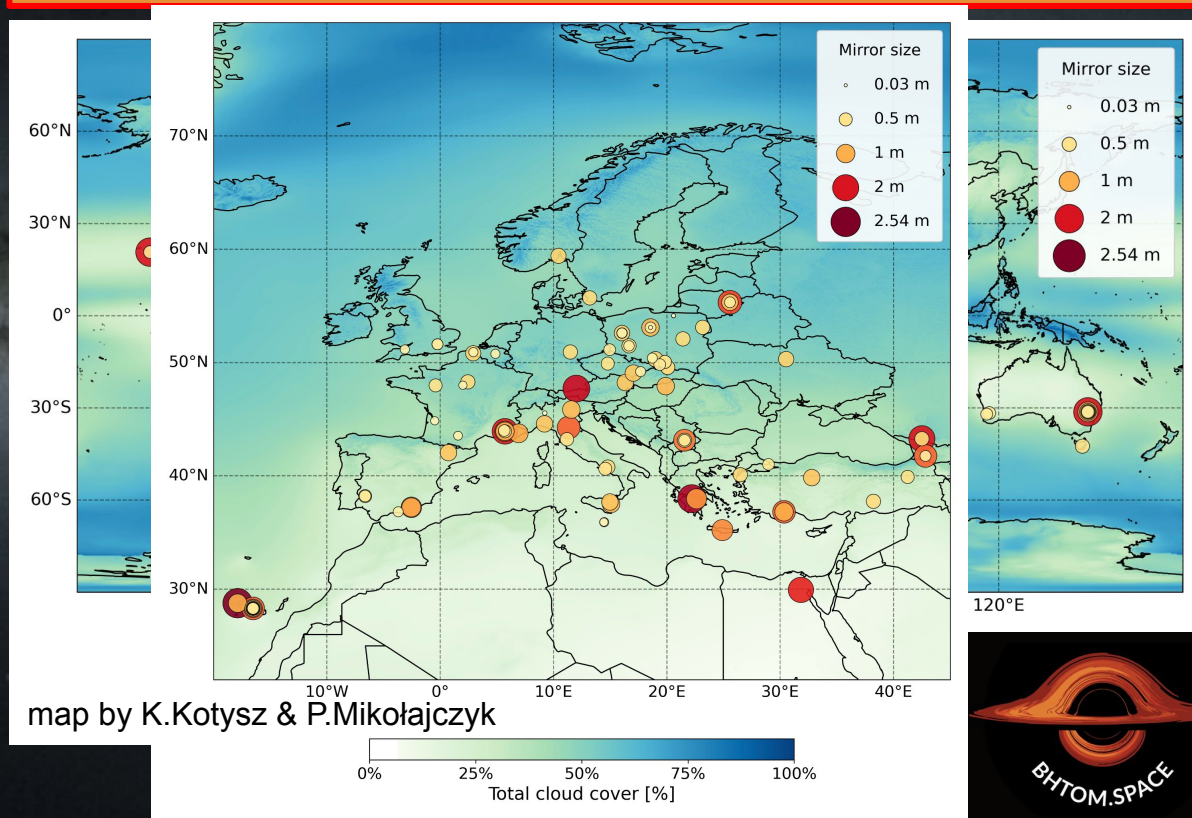 60°N
30°N
0°
30°S
60°S
70°N
60°N
50°N
40°N
30°N
10°W 0° 10°E 20°E 30°E 40°E
Mirror size
0.03 m
0.5 m
1 m
2 m
2.54 m
Mirror size
0.03 m
0.5 m
1 m
2 m
2.54 m
120°E
map by K.Kotysz & P.Mikołajczyk
0% 25% 50% 75% 100%
Total cloud cover [%]
BHTOM.SPACE